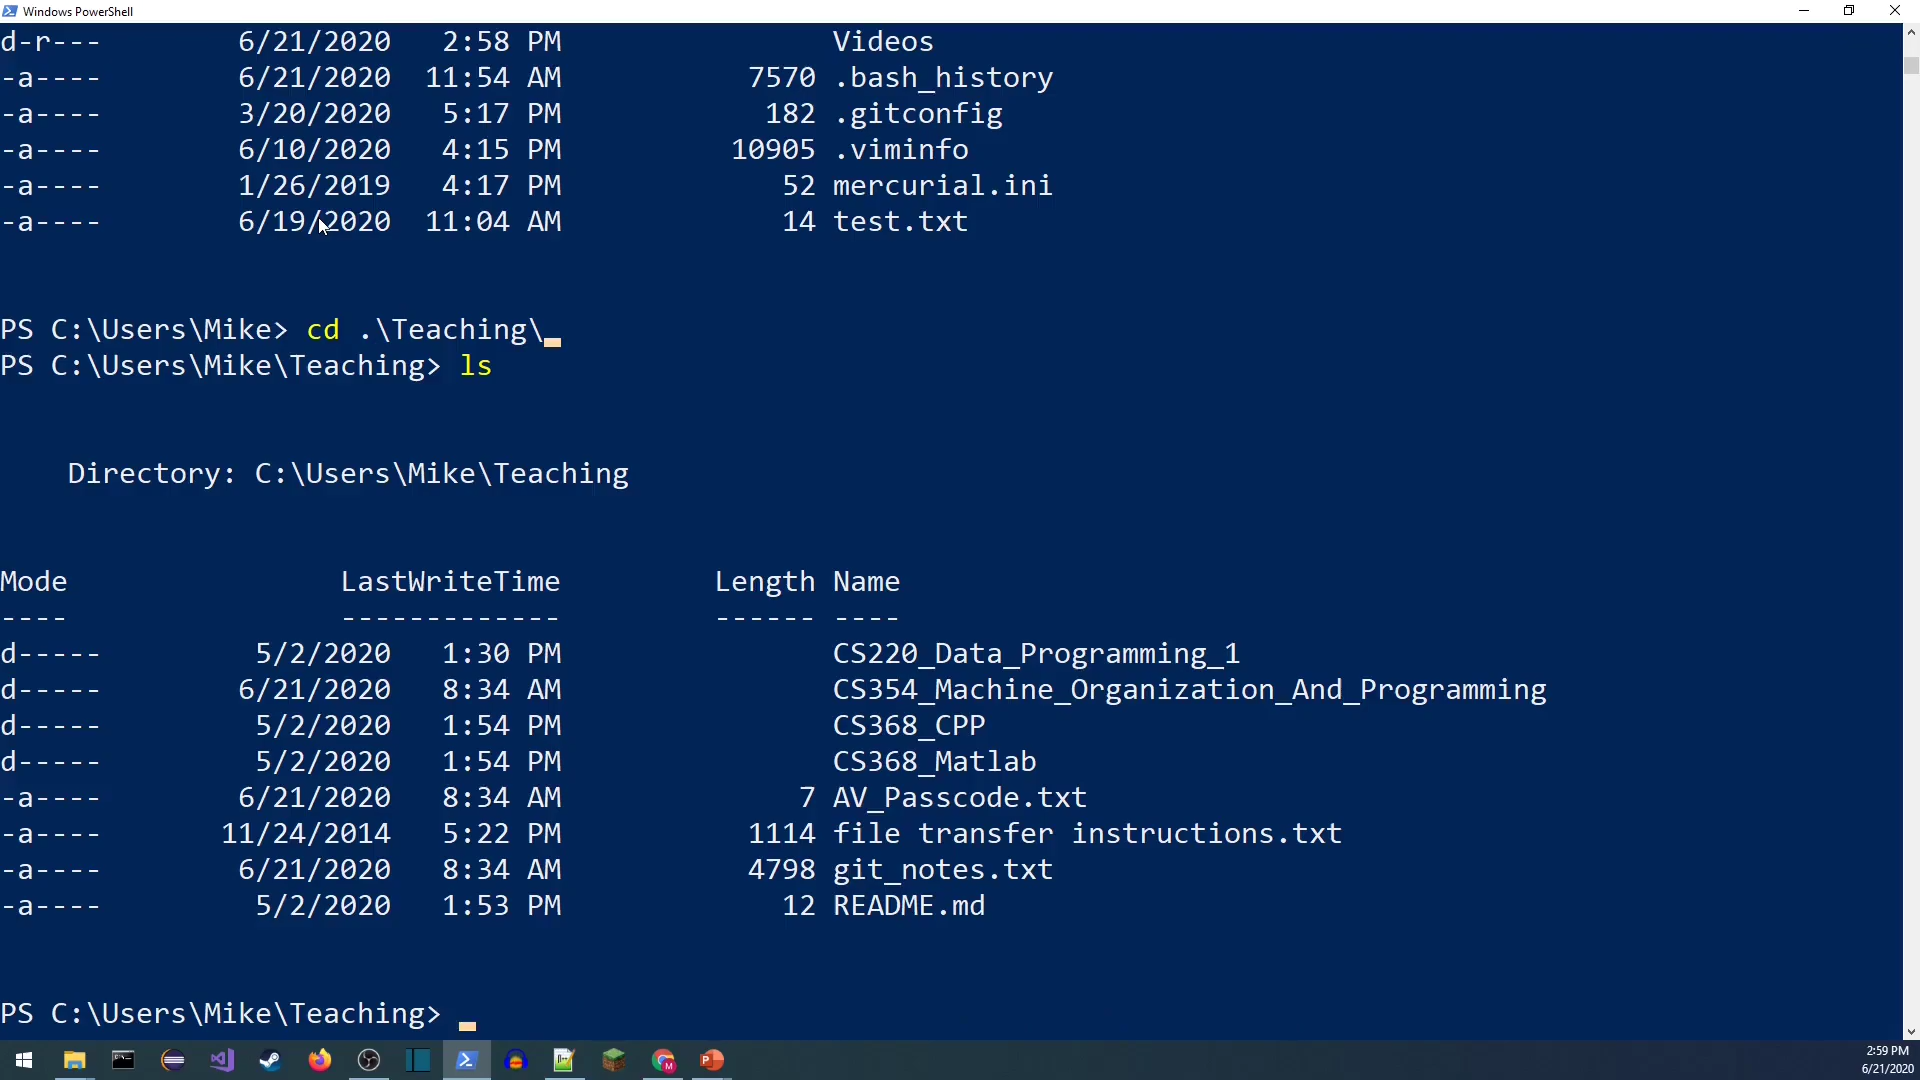 Windows PowerShell
d-r--- 6/21/2020 2:58 PM Videos
-a---- 6/21/2020 11:54 AM 7570 .bash_history
-a---- 3/20/2020 5:17 PM 182 .gitconfig
-a---- 6/10/2020 4:15 PM 10905 .viminfo
-a---- 1/26/2019 4:17 PM 52 mercurial.ini
-a---- 6/19/2020 11:04 AM 14 test.txt
PS C:\Users\Mike> cd .\Teaching\
PS C:\Users\Mike\Teaching> ls
Directory: C:\Users\Mike\Teaching
Mode LastWriteTime Length Name
---- ------------- ------ ----
d----- 5/2/2020 1:30 PM CS220_Data_Programming_1
d----- 6/21/2020 8:34 AM CS354_Machine_Organization_And_Programming
d----- 5/2/2020 1:54 PM CS368_CPP
d----- 5/2/2020 1:54 PM CS368_Matlab
-a---- 6/21/2020 8:34 AM 7 AV_Passcode.txt
-a---- 11/24/2014 5:22 PM 1114 file transfer instructions.txt
-a---- 6/21/2020 8:34 AM 4798 git_notes.txt
-a---- 5/2/2020 1:53 PM 12 README.md
PS C:\Users\Mike\Teaching>
2:59 PM
6/21/2020